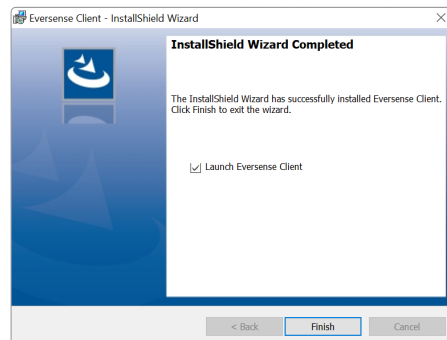 Eversense Client - InstallShield Wizard
InstallShield Wizard Completed
The InstallShield Wizard has successfully installed Eversense Client.
Click Finish to exit the wizard.
Launch Eversense Client
< Back
Finish
Cancel